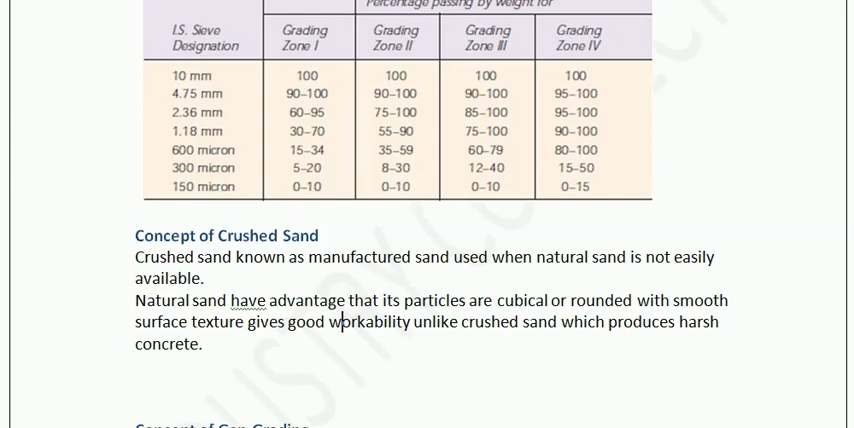 Percentage passing by weight for
I.S. Sieve Designation Grading Zone I Grading Zone II Grading Zone III Grading Zone IV
10 mm 100 100 100 100
4.75 mm 90–100 90–100 90–100 95–100
2.36 mm 60–95 75–100 85–100 95–100
1.18 mm 30–70 55–90 75–100 90–100
600 micron 15–34 35–59 60–79 80–100
300 micron 5–20 8–30 12–40 15–50
150 micron 0–10 0–10 0–10 0–15
Concept of Crushed Sand
Crushed sand known as manufactured sand used when natural sand is not easily
available.
Natural sand have advantage that its particles are cubical or rounded with smooth
surface texture gives good workability unlike crushed sand which produces harsh
concrete.
Concept of Gap Grading